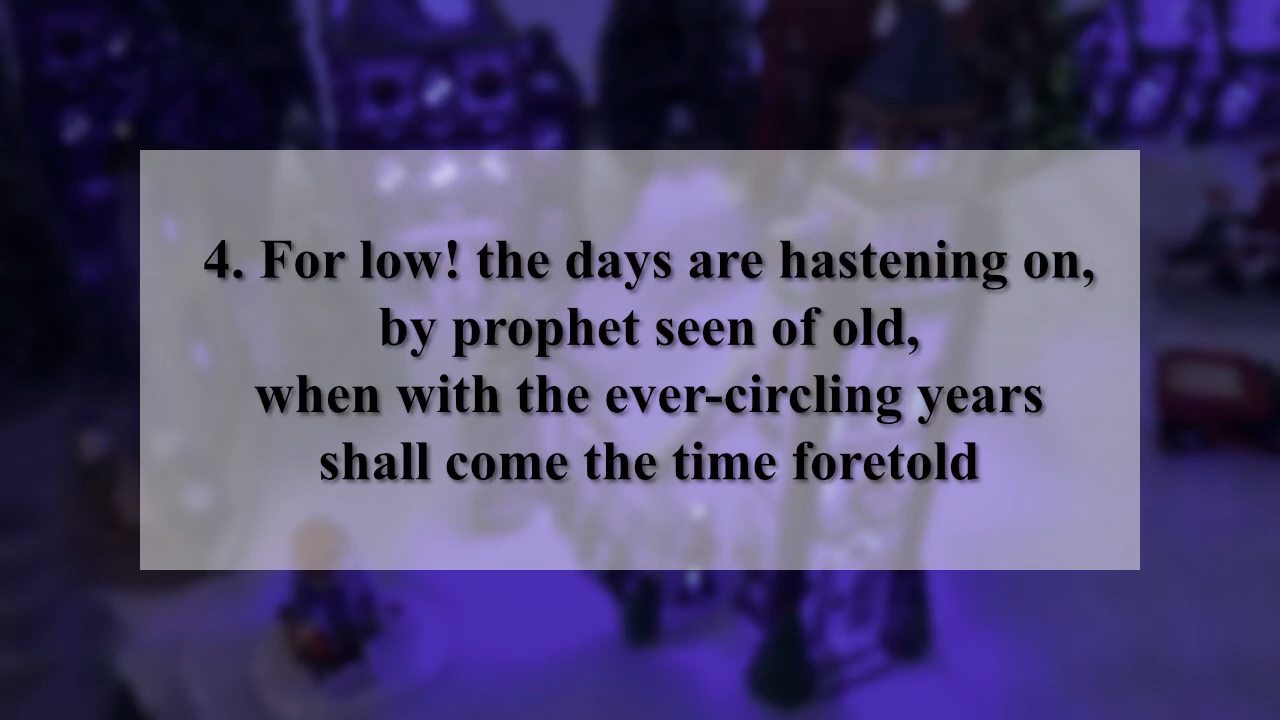 4. For low! the days are hastening on,
by prophet seen of old,
when with the ever-circling years
shall come the time foretold